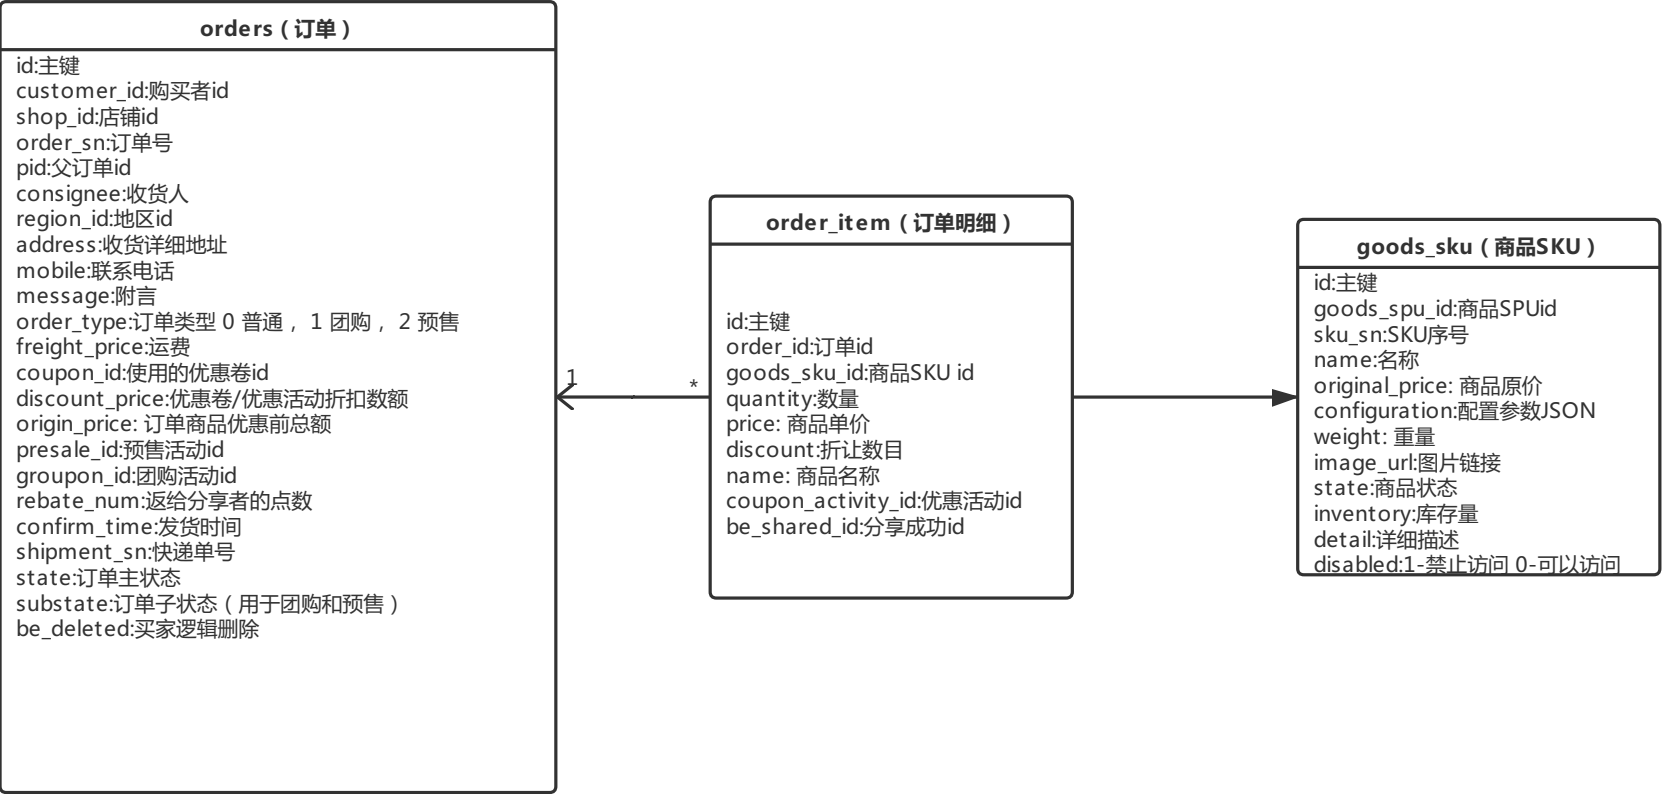 orders（订单）
id:主键
customer_id:购买者id
shop_id:店铺id
order_sn:订单号
pid:父订单id
consignee:收货人
region_id:地区id
address:收货详细地址
mobile:联系电话
message:附言
order_type:订单类型 0 普通， 1 团购， 2 预售
freight_price:运费
coupon_id:使用的优惠卷id
discount_price:优惠卷/优惠活动折扣数额
origin_price: 订单商品优惠前总额
presale_id:预售活动id
groupon_id:团购活动id
rebate_num:返给分享者的点数
confirm_time:发货时间
shipment_sn:快递单号
state:订单主状态
substate:订单子状态（用于团购和预售）
be_deleted:买家逻辑删除
1
*
order_item（订单明细）
id:主键
order_id:订单id
goods_sku_id:商品SKU id
quantity:数量
price: 商品单价
discount:折让数目
name: 商品名称
coupon_activity_id:优惠活动id
be_shared_id:分享成功id
goods_sku（商品SKU）
id:主键
goods_spu_id:商品SPUid
sku_sn:SKU序号
name:名称
original_price: 商品原价
configuration:配置参数JSON
weight: 重量
image_url:图片链接
state:商品状态
inventory:库存量
detail:详细描述
disabled:1-禁止访问 0-可以访问